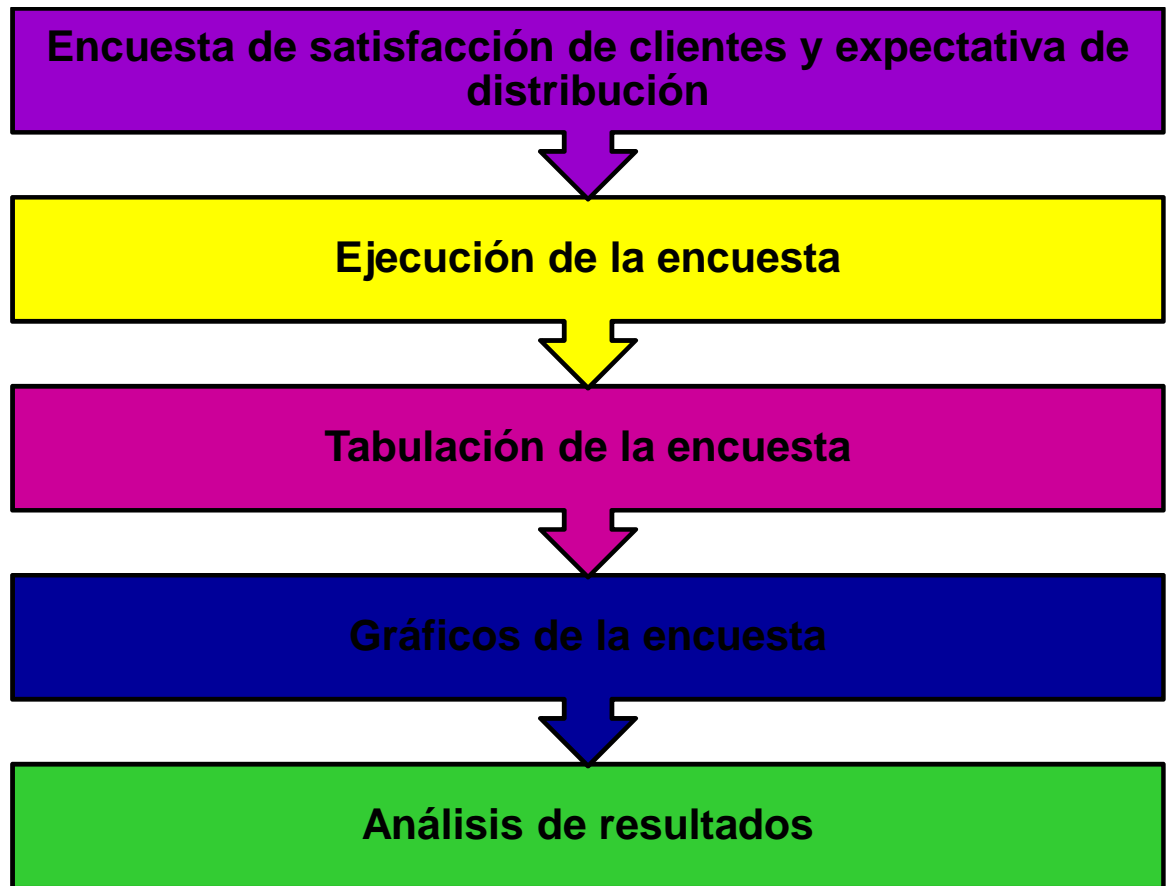 Encuesta de satisfacción de clientes y expectativa de
distribución
Ejecución de la encuesta
Tabulación de la encuesta
Gráficos de la encuesta
Análisis de resultados